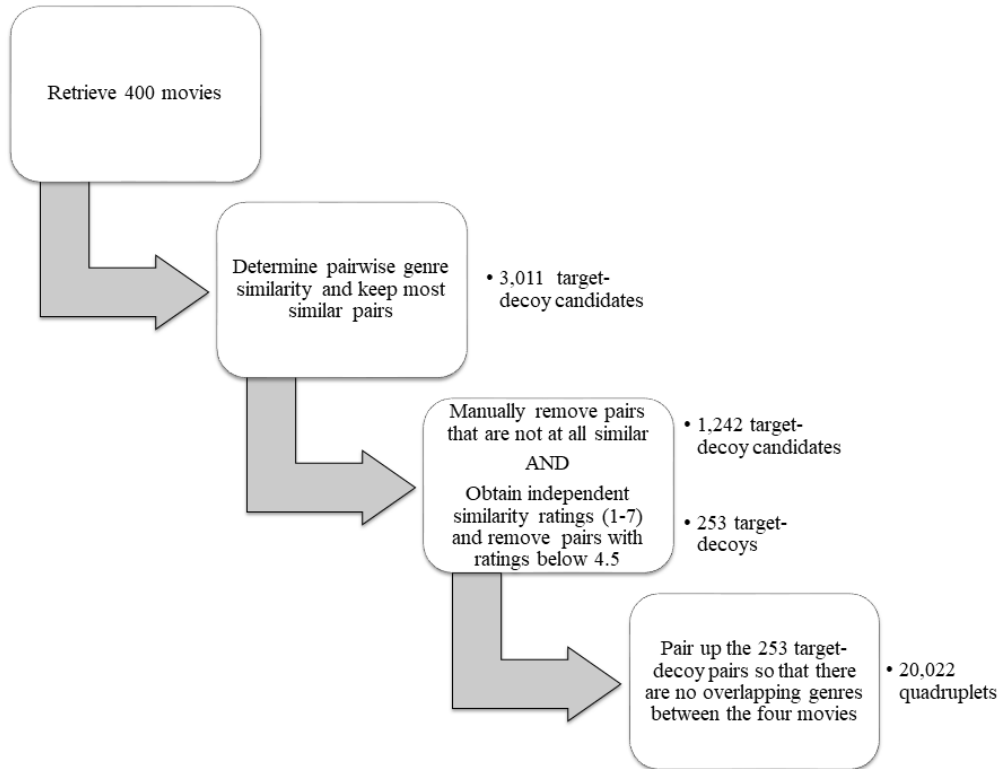 Retrieve 400 movies
Determine pairwise genre
similarity and keep most
similar pairs
• 3,011 target-
decoy candidates
Manually remove pairs
that are not at all similar
AND
Obtain independent
similarity ratings (1-7)
and remove pairs with
ratings below 4.5
• 1,242 target-
decoy candidates
• 253 target-
decoys
Pair up the 253 target-
decoy pairs so that there
are no overlapping genres
between the four movies
• 20,022
quadruplets